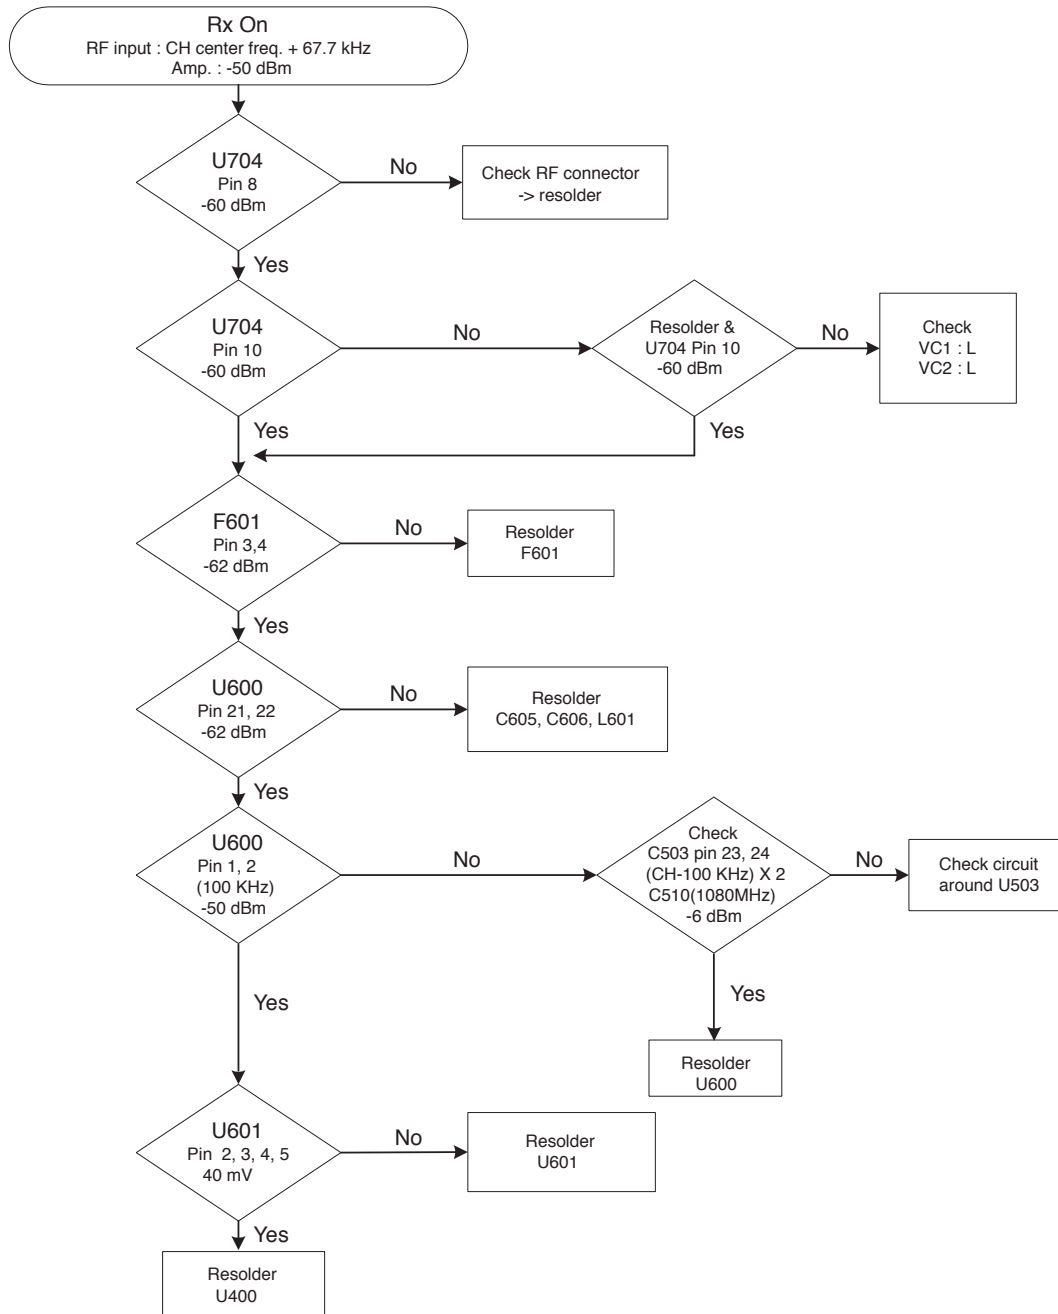 Rx On
RF input : CH center freq. + 67.7 kHz
Amp. : -50 dBm
U704
Pin 8
-60 dBm
No
Check RF connector
-> resolder
Yes
U704
Pin 10
-60 dBm
No
Resolder &
U704 Pin 10
-60 dBm
No
Check
VC1 : L
VC2 : L
Yes
Yes
F601
Pin 3,4
-62 dBm
No
Resolder
F601
Yes
U600
Pin 21, 22
-62 dBm
No
Resolder
C605, C606, L601
Yes
U600
Pin 1, 2
(100 KHz)
-50 dBm
No
Check
C503 pin 23, 24
(CH-100 KHz) X 2
C510(1080MHz)
-6 dBm
No
Check circuit
around U503
Yes
Yes
Resolder
U600
U601
Pin 2, 3, 4, 5
40 mV
No
Resolder
U601
Yes
Resolder
U400